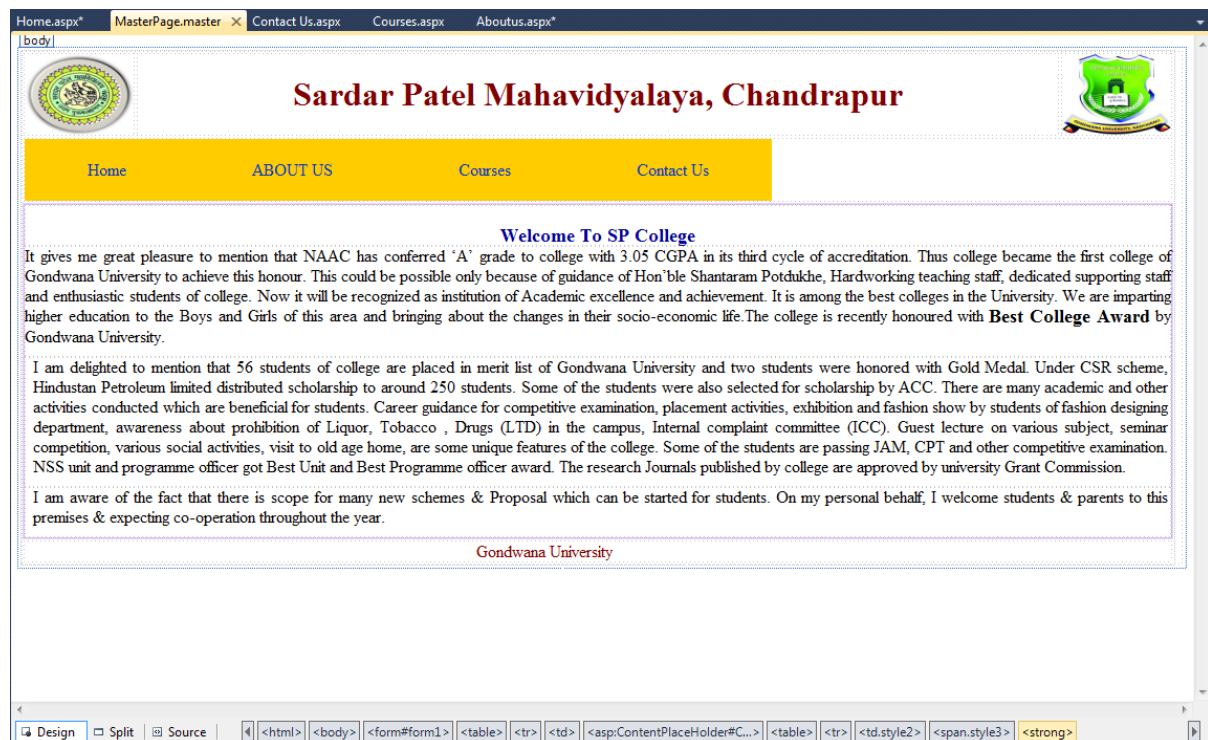 Home.aspx* MasterPage.master Contact Us.aspx Courses.aspx Aboutus.aspx*
body
Sardar Patel Mahavidyalaya, Chandrapur
Home ABOUT US Courses Contact Us
Welcome To SP College
It gives me great pleasure to mention that NAAC has conferred ‘A’ grade to college with 3.05 CGPA in its third cycle of accreditation. Thus college became the first college of
Gondwana University to achieve this honour. This could be possible only because of guidance of Hon’ble Shantaram Potdukhe, Hardworking teaching staff, dedicated supporting staff
and enthusiastic students of college. Now it will be recognized as institution of Academic excellence and achievement. It is among the best colleges in the University. We are imparting
higher education to the Boys and Girls of this area and bringing about the changes in their socio-economic life.The college is recently honoured with Best College Award by
Gondwana University.
I am delighted to mention that 56 students of college are placed in merit list of Gondwana University and two students were honored with Gold Medal. Under CSR scheme,
Hindustan Petroleum limited distributed scholarship to around 250 students. Some of the students were also selected for scholarship by ACC. There are many academic and other
activities conducted which are beneficial for students. Career guidance for competitive examination, placement activities, exhibition and fashion show by students of fashion designing
department, awareness about prohibition of Liquor, Tobacco , Drugs (LTD) in the campus, Internal complaint committee (ICC). Guest lecture on various subject, seminar
competition, various social activities, visit to old age home, are some unique features of the college. Some of the students are passing JAM, CPT and other competitive examination.
NSS unit and programme officer got Best Unit and Best Programme officer award. The research Journals published by college are approved by university Grant Commission.
I am aware of the fact that there is scope for many new schemes & Proposal which can be started for students. On my personal behalf, I welcome students & parents to this
premises & expecting co-operation throughout the year.
Gondwana University
Design Split Source <html> <body> <form#form1> <table> <tr> <td> <asp:ContentPlaceHolder#C...> <table> <tr> <td.style2> <span.style3> <strong>